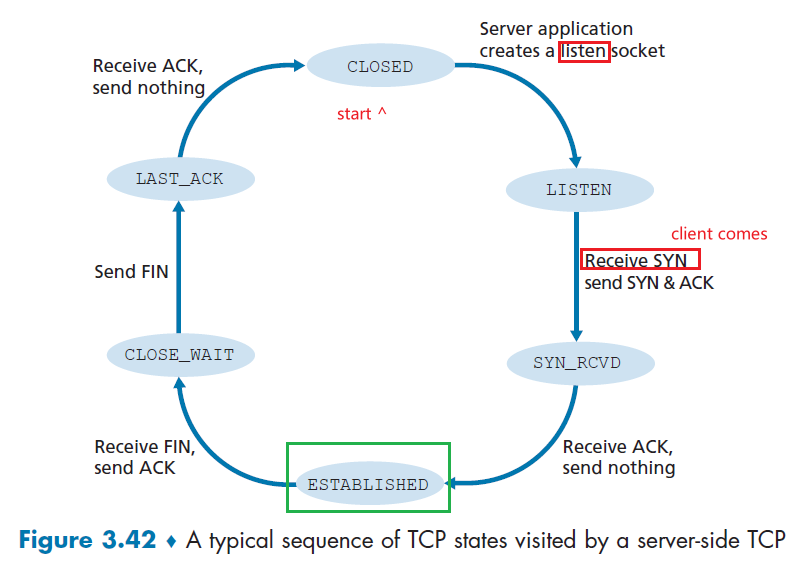 Server application
creates a listen socket
Receive ACK,
send nothing
CLOSED
start ^
LAST_ACK
LISTEN
client comes
Receive SYN
send SYN & ACK
Send FIN
CLOSE_WAIT
SYN_RCVD
Receive FIN,
send ACK
Receive ACK,
send nothing
ESTABLISHED
Figure 3.42 ♦ A typical sequence of TCP states visited by a server-side TCP